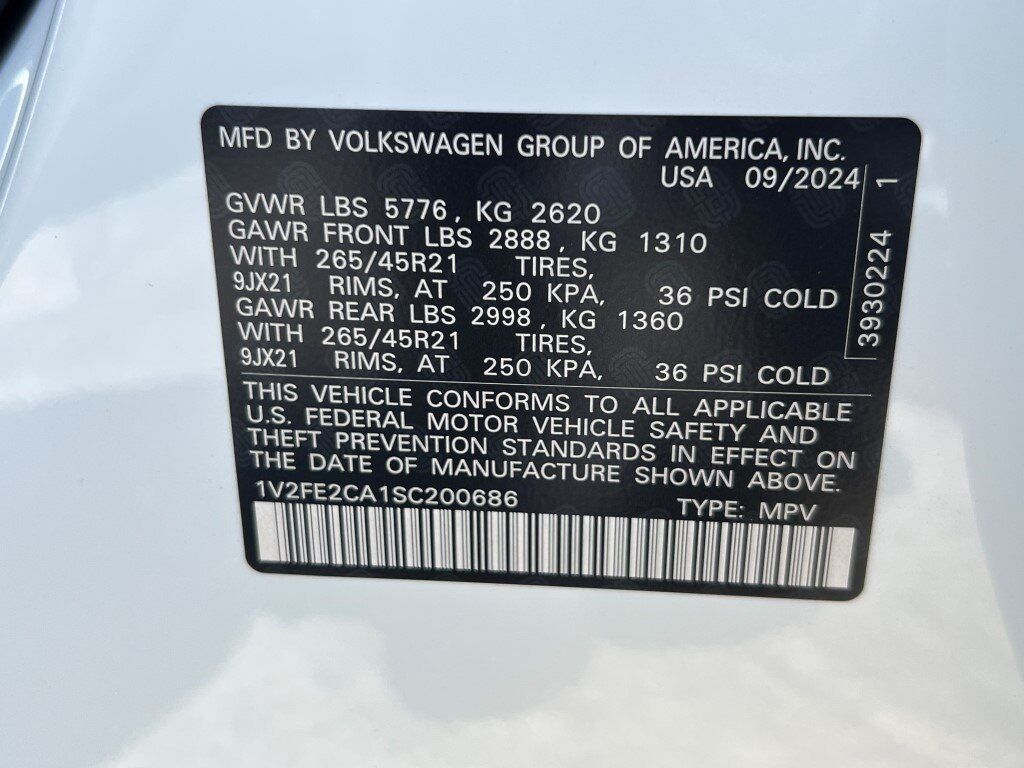 MFD BY VOLKSWAGEN GROUP OF AMERICA, INC.
USA 09/2024
GVWR LBS 5776, KG 2620
GAWR FRONT LBS 2888, KG 1310
WITH 265/45R21 TIRES,
9JX21 RIMS, AT 250 KPA, 36 PSI COLD
GAWR REAR LBS 2998, KG 1360
WITH 265/45R21 TIRES,
9JX21 RIMS, AT 250 KPA, 36 PSI COLD
3930224 1
THIS VEHICLE CONFORMS TO ALL APPLICABLE
U.S. FEDERAL MOTOR VEHICLE SAFETY AND
THEFT PREVENTION STANDARDS IN EFFECT ON
THE DATE OF MANUFACTURE SHOWN ABOVE.
1V2FE2CA1SC200686 TYPE: MPV